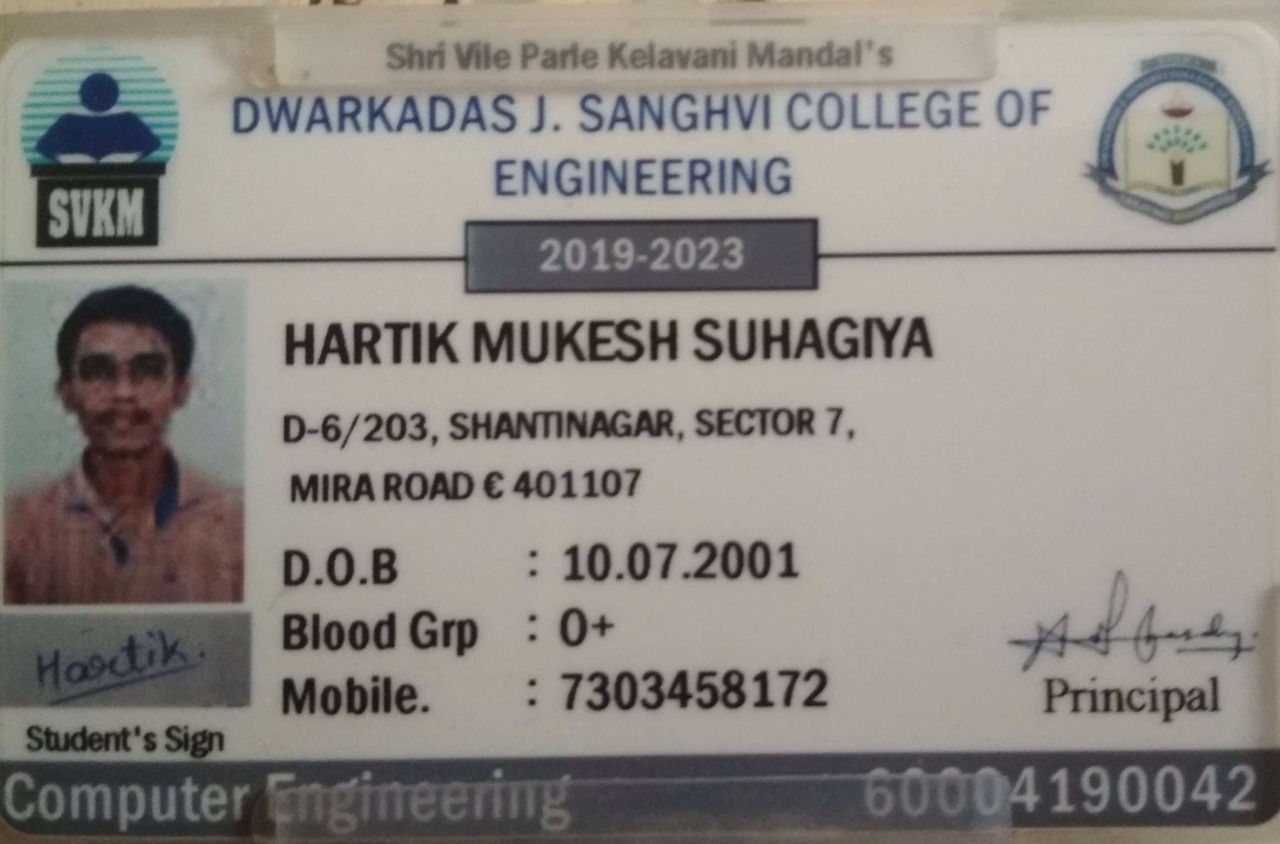 Shri Vile Parle Kelavani Mandal's
DWARKADAS J. SANGHVI COLLEGE OF
ENGINEERING
SVKM
2019-2023
HARTIK MUKESH SUHAGIYA
D-6/203, SHANTINAGAR, SECTOR 7,
MIRA ROAD € 401107
D.O.B : 10.07.2001
Blood Grp : O+
Mobile. : 7303458172
Hartik.
Student's Sign
Principal
Computer Engineering 60004190042